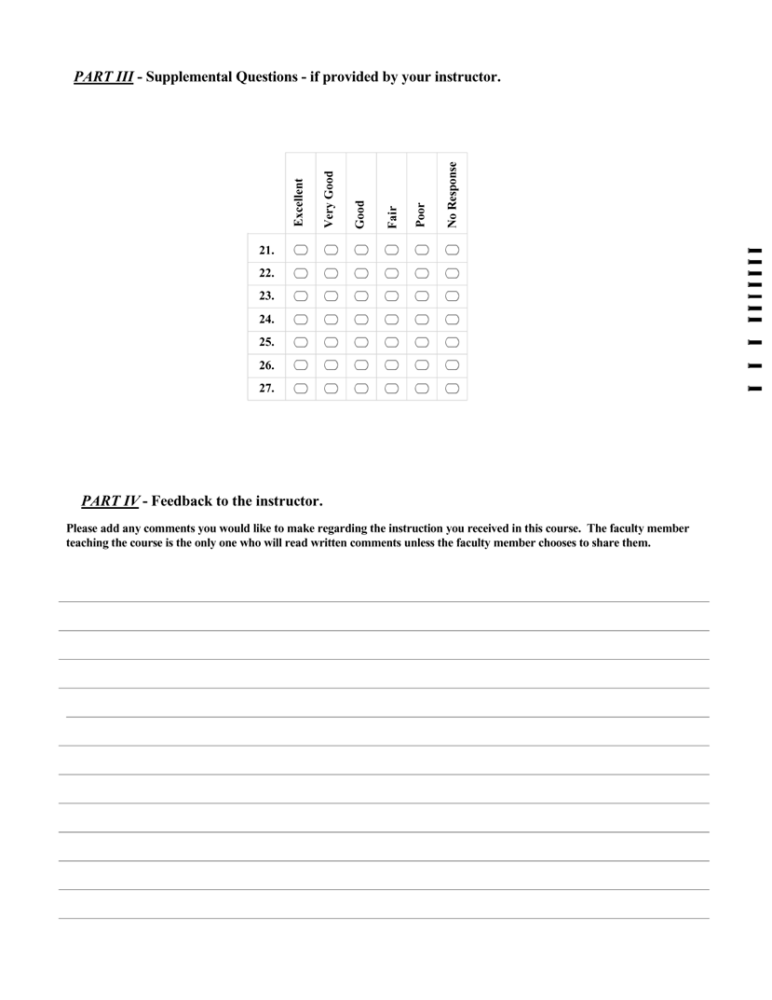 PART III - Supplemental Questions - if provided by your instructor.
Excellent
Very Good
Good
Fair
Poor
No Response
21.
22.
23.
24.
25.
26.
27.
PART IV - Feedback to the instructor.
Please add any comments you would like to make regarding the instruction you received in this course. The faculty member
teaching the course is the only one who will read written comments unless the faculty member chooses to share them.